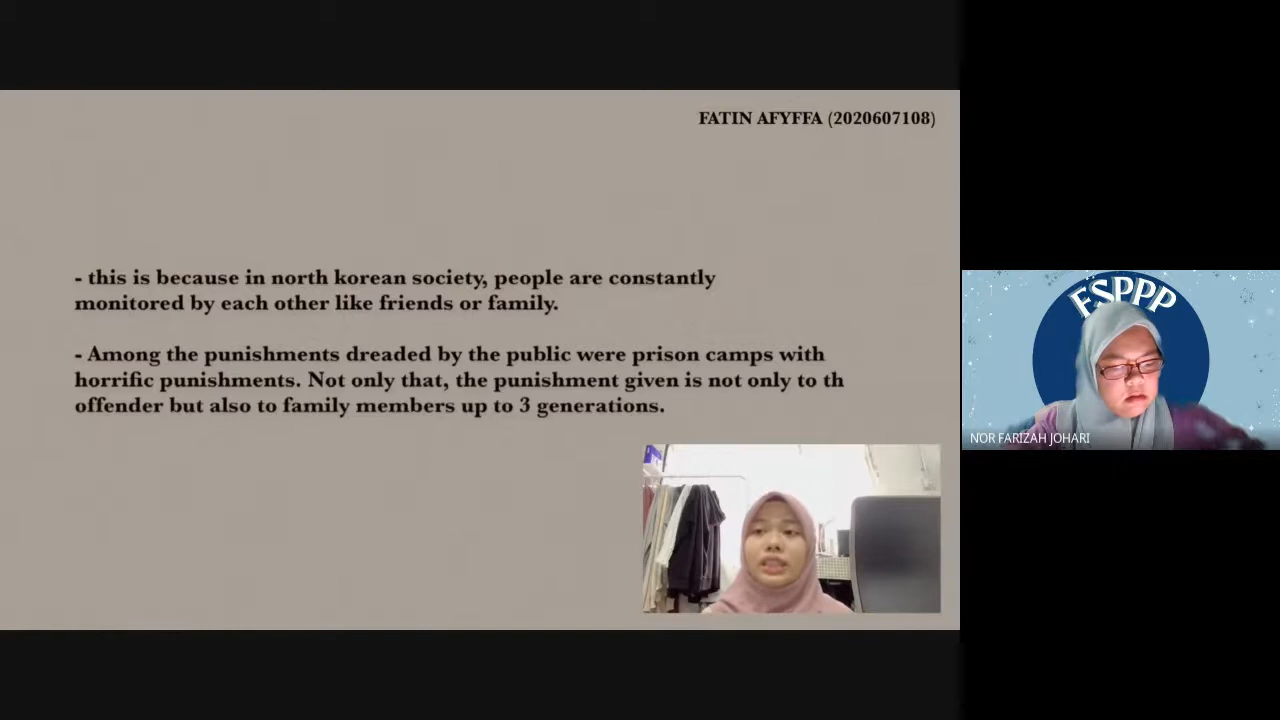 FATIN AFYFFA (2020607108)
- this is because in north korean society, people are constantly
monitored by each other like friends or family.
- Among the punishments dreaded by the public were prison camps with
horrific punishments. Not only that, the punishment given is not only to th
offender but also to family members up to 3 generations.
FSPPP
NOR FARIZAH JOHARI